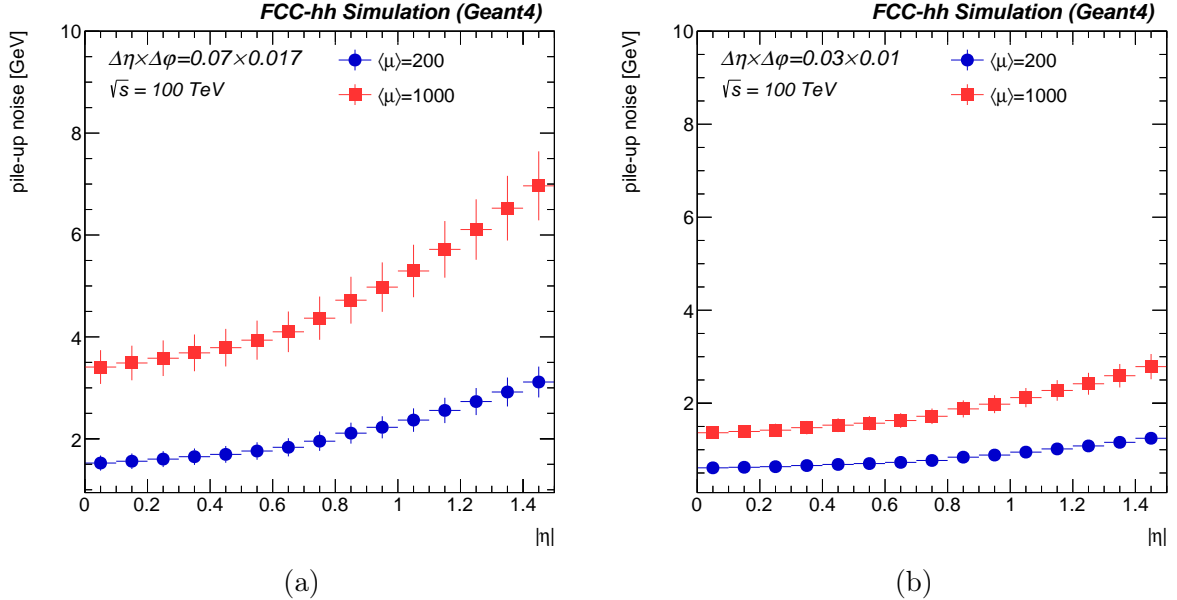 FCC-hh Simulation (Geant4)
pile-up noise [GeV]
Δη×Δφ=0.07×0.017
√s = 100 TeV
⟨μ⟩=200
⟨μ⟩=1000
10
8
6
4
2
0 0.2 0.4 0.6 0.8 1 1.2 1.4
|η|
(a)
FCC-hh Simulation (Geant4)
pile-up noise [GeV]
Δη×Δφ=0.03×0.01
√s = 100 TeV
⟨μ⟩=200
⟨μ⟩=1000
10
8
6
4
2
0 0.2 0.4 0.6 0.8 1 1.2 1.4
|η|
(b)